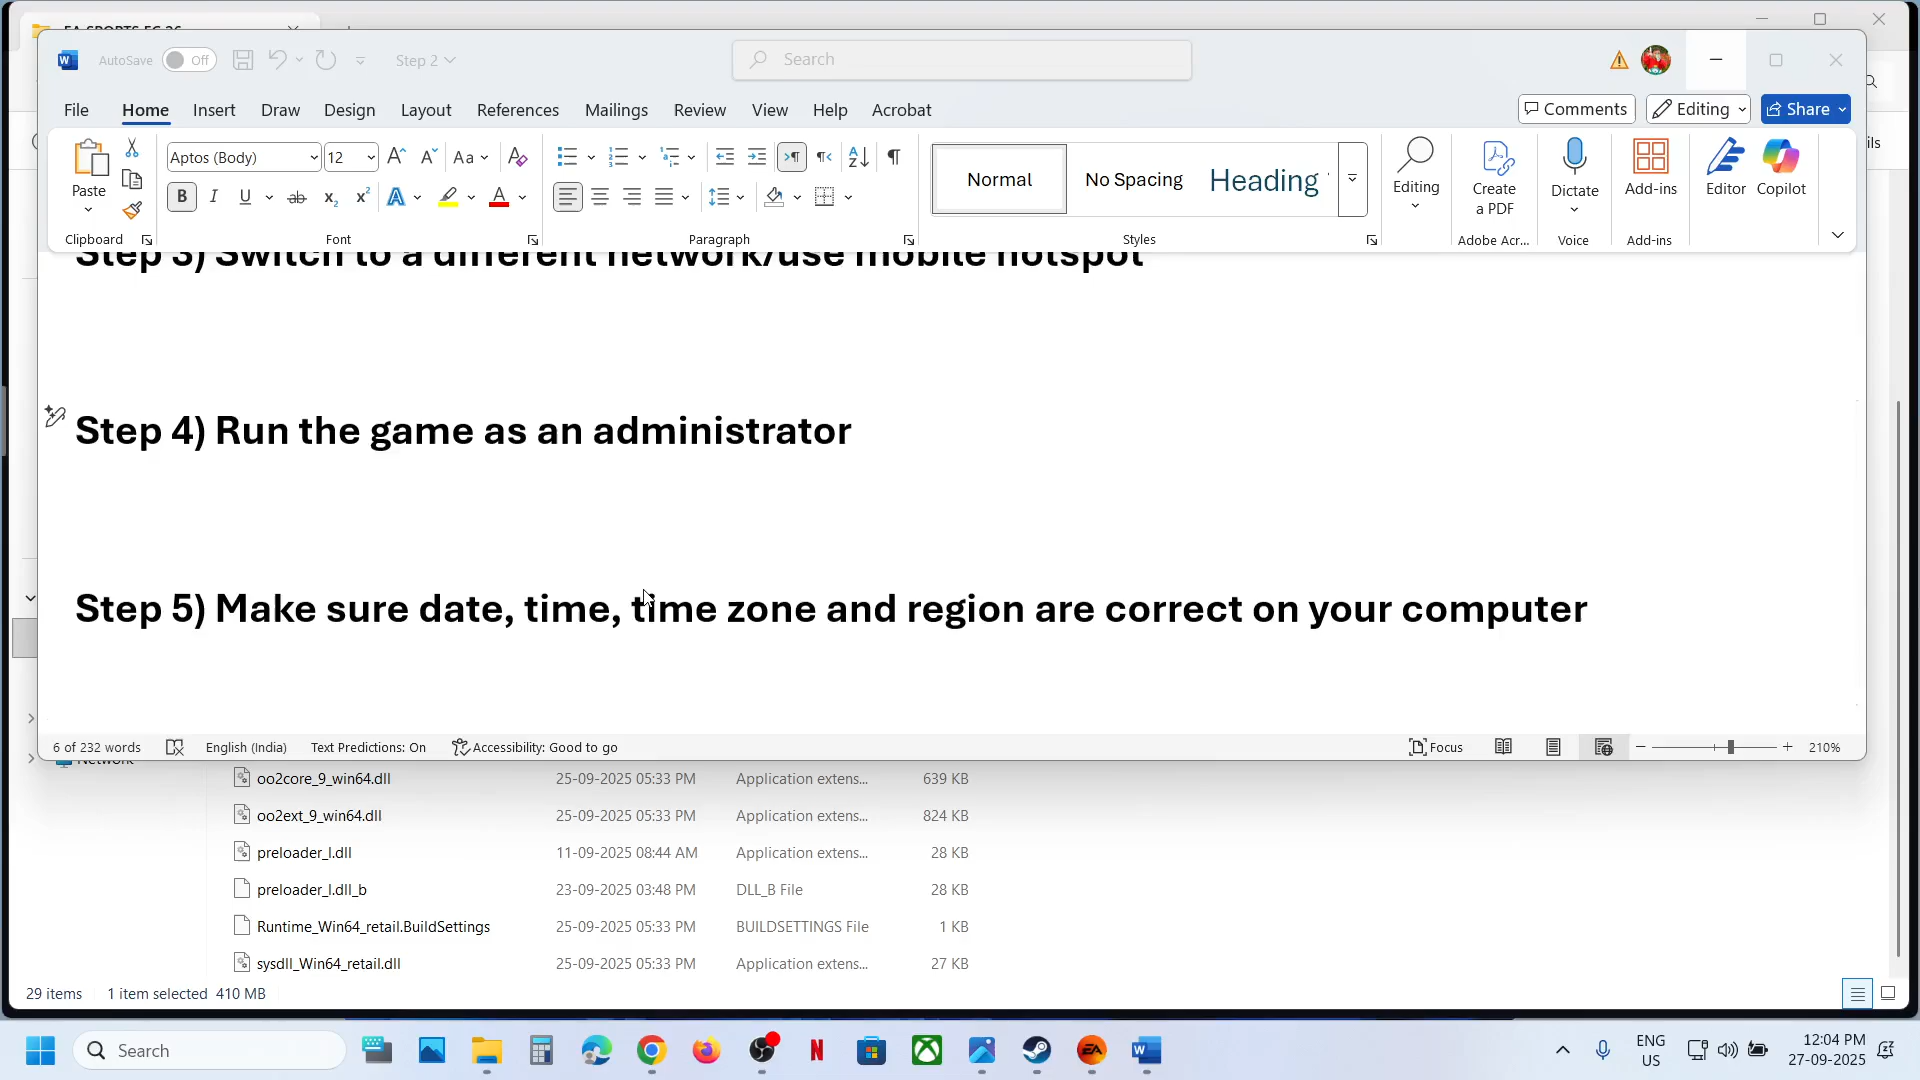 EA SPORTS FC 26
AutoSave Off Step 2 Search
File Home Insert Draw Design Layout References Mailings Review View Help Acrobat Comments Editing Share
Paste Aptos (Body) 12 Normal No Spacing Heading Editing Create a PDF Dictate Add-ins Editor Copilot
Clipboard Font Paragraph Styles Adobe Acr... Voice Add-ins
Step 3) Switch to a different network/use mobile hotspot
Step 4) Run the game as an administrator
Step 5) Make sure date, time, time zone and region are correct on your computer
6 of 232 words English (India) Text Predictions: On Accessibility: Good to go Focus 210%
Network
oo2core_9_win64.dll 25-09-2025 05:33 PM Application extens... 639 KB
oo2ext_9_win64.dll 25-09-2025 05:33 PM Application extens... 824 KB
preloader_l.dll 11-09-2025 08:44 AM Application extens... 28 KB
preloader_l.dll_b 23-09-2025 03:48 PM DLL_B File 28 KB
Runtime_Win64_retail.BuildSettings 25-09-2025 05:33 PM BUILDSETTINGS File 1 KB
sysdll_Win64_retail.dll 25-09-2025 05:33 PM Application extens... 27 KB
29 items 1 item selected 410 MB
Search ENG US 12:04 PM 27-09-2025